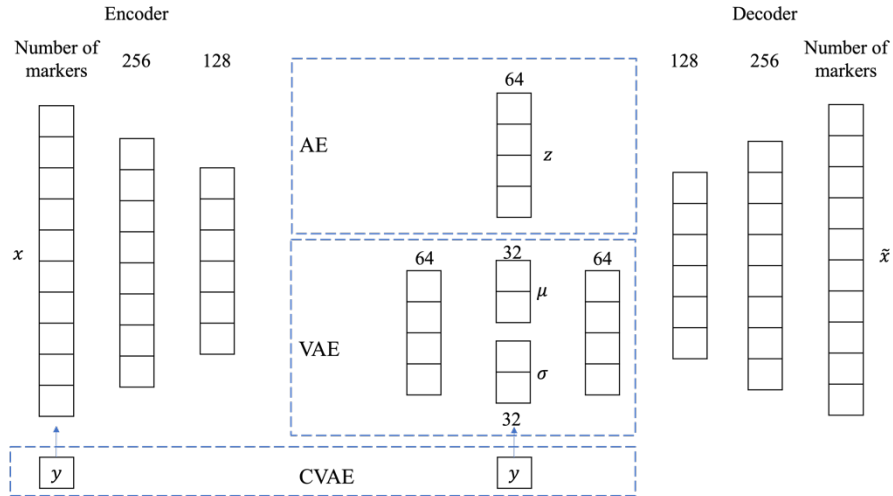 Encoder
Decoder
Number of
markers
256
128
64
128
256
Number of
markers
AE
z
x
x̃
64
32
64
μ
VAE
σ
32
y
CVAE
y